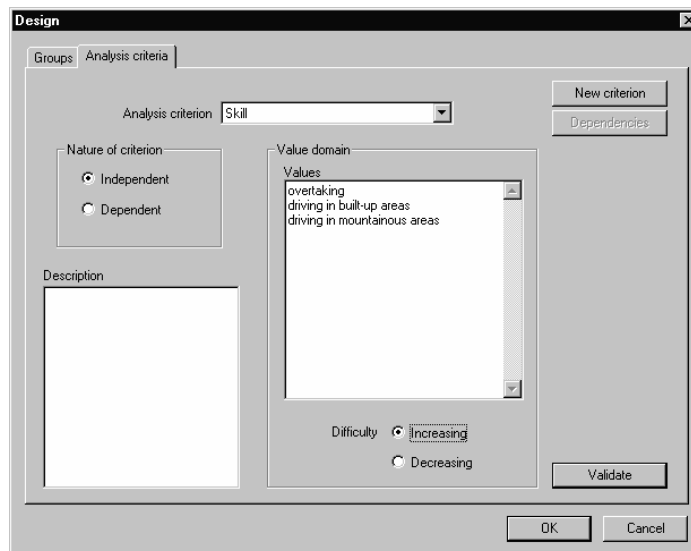 Design
Groups
Analysis criteria
New criterion
Analysis criterion
Skill
Dependencies
Nature of criterion
Independent
Dependent
Value domain
Values
overtaking
driving in built-up areas
driving in mountainous areas
Description
Difficulty
Increasing
Decreasing
Validate
OK
Cancel